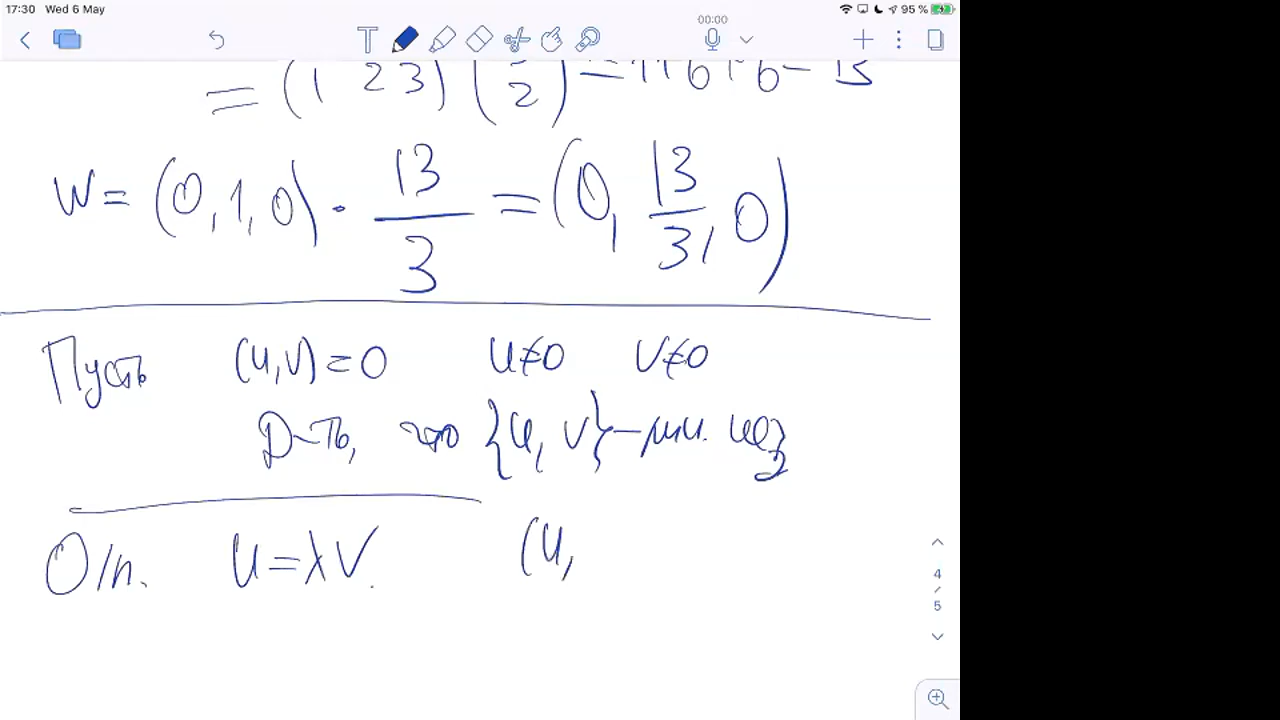 17:30 Wed 6 May 95 %
00:00
= (1 2 3) ( 2 ) = 1+6+6 = 13
W = (0, 1, 0) · 13/3 = (0, 13/3, 0)
Пусть (u, v) = 0 u ≠ 0 v ≠ 0
Д-ть, что {u, v} – лин. нез
О/п. u = λv. (u,
4
/
5